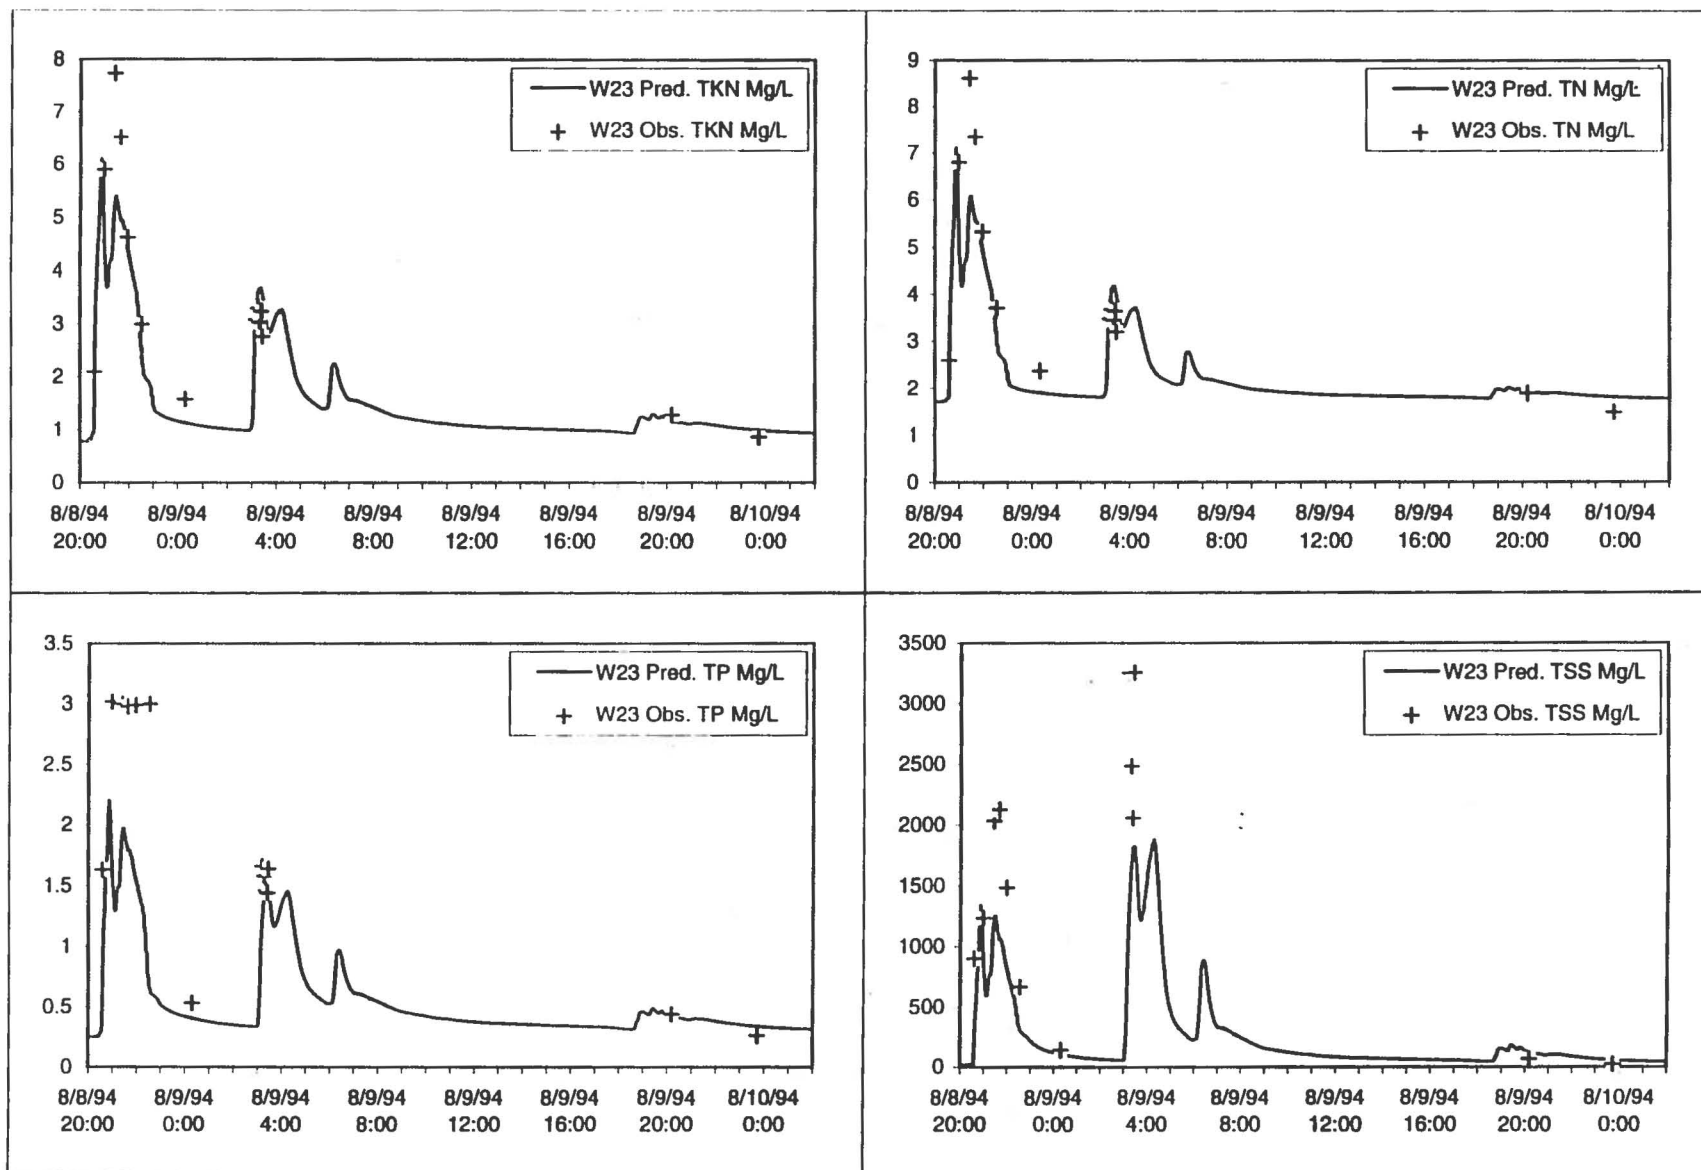 8
7
6
5
4
3
2
1
0
W23 Pred. TKN Mg/L
W23 Obs. TKN Mg/L
8/8/94 8/9/94 8/9/94 8/9/94 8/9/94 8/9/94 8/9/94 8/10/94
20:00 0:00 4:00 8:00 12:00 16:00 20:00 0:00
9
8
7
6
5
4
3
2
1
0
W23 Pred. TN Mg/L
W23 Obs. TN Mg/L
8/8/94 8/9/94 8/9/94 8/9/94 8/9/94 8/9/94 8/9/94 8/10/94
20:00 0:00 4:00 8:00 12:00 16:00 20:00 0:00
3.5
3
2.5
2
1.5
1
0.5
0
W23 Pred. TP Mg/L
W23 Obs. TP Mg/L
8/8/94 8/9/94 8/9/94 8/9/94 8/9/94 8/9/94 8/9/94 8/10/94
20:00 0:00 4:00 8:00 12:00 16:00 20:00 0:00
3500
3000
2500
2000
1500
1000
500
0
W23 Pred. TSS Mg/L
W23 Obs. TSS Mg/L
8/8/94 8/9/94 8/9/94 8/9/94 8/9/94 8/9/94 8/9/94 8/10/94
20:00 0:00 4:00 8:00 12:00 16:00 20:00 0:00